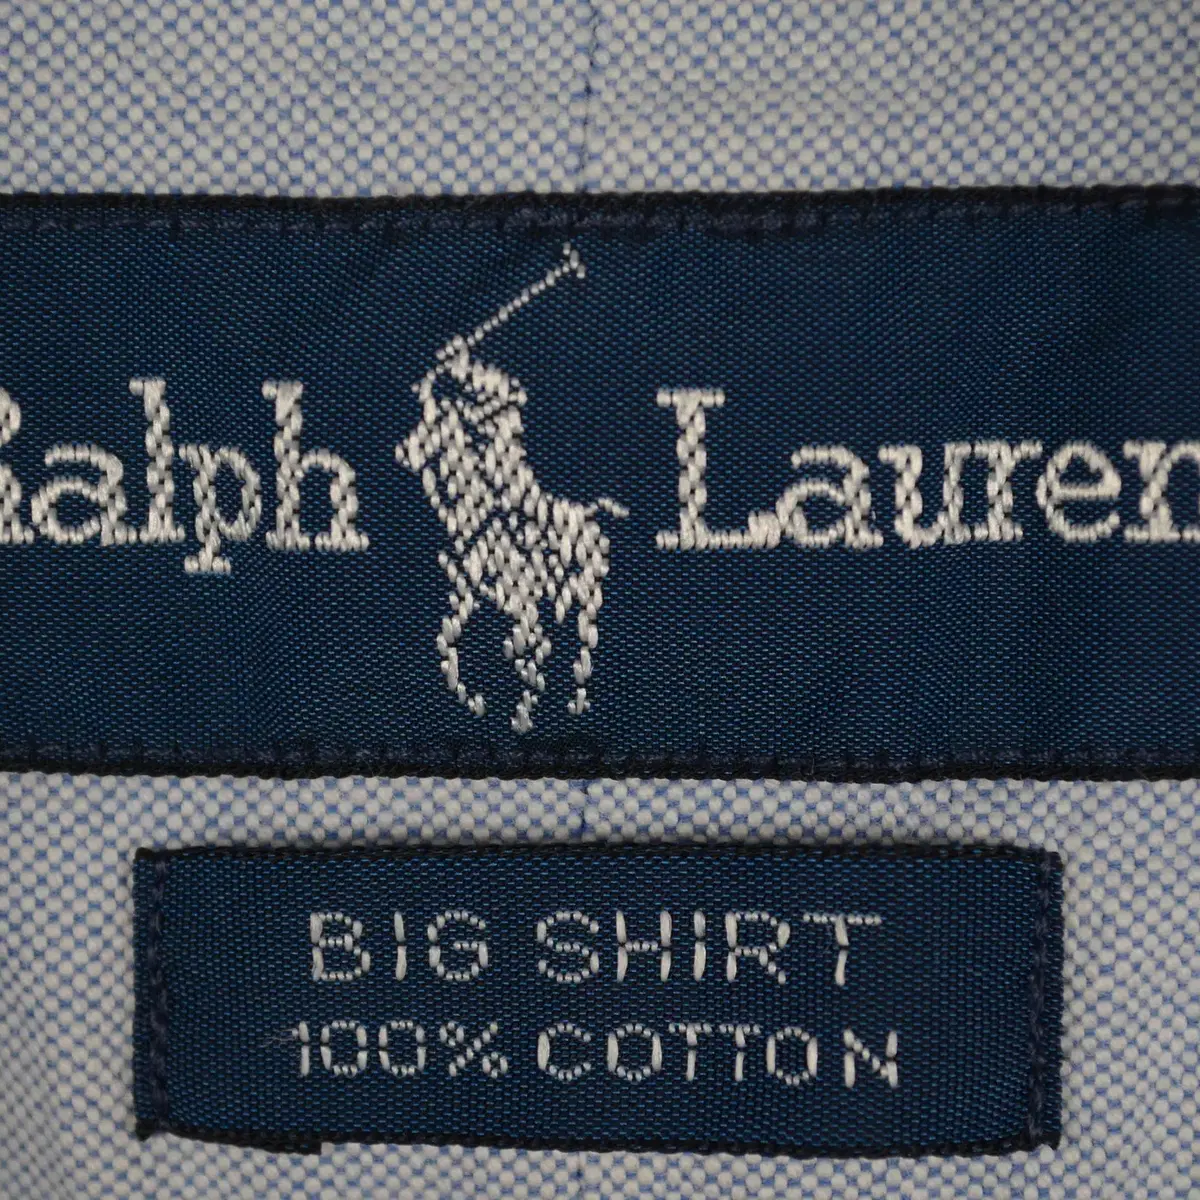 Ralph Lauren
BIG SHIRT
100% COTTON